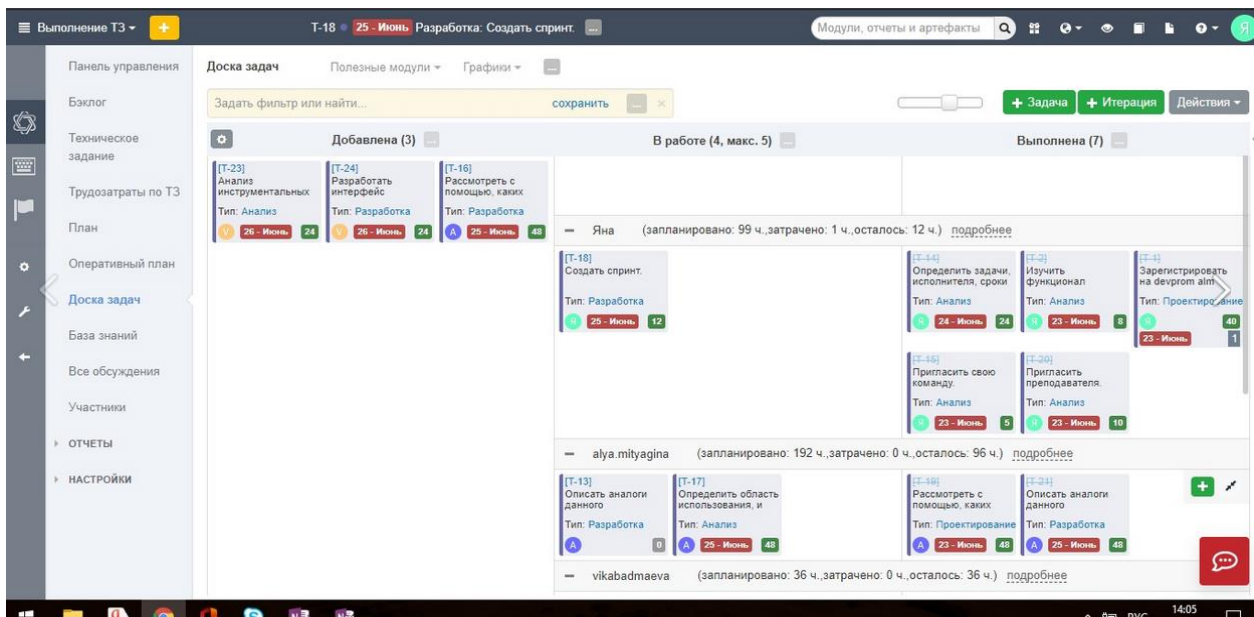 Выполнение ТЗ
T-18 25 - Июнь Разработка: Создать спринт. ...
Модули, отчеты и артефакты
Я
Панель управления
Бэклог
Техническое
задание
Трудозатраты по ТЗ
План
Оперативный план
Доска задач
База знаний
Все обсуждения
Участники
ОТЧЕТЫ
НАСТРОЙКИ
Доска задач Полезные модули Графики ...
Задать фильтр или найти... сохранить ... ×
+ Задача + Итерация Действия
Добавлена (3) ... В работе (4, макс. 5) ... Выполнена (7) ...
[T-23]
Анализ
инструментальных
Тип: Анализ
V 26 - Июнь 24
[T-24]
Разработать
интерфейс
Тип: Разработка
V 26 - Июнь 24
[T-16]
Рассмотреть с
помощью, каких
Тип: Разработка
A 25 - Июнь 48
Яна (запланировано: 99 ч.,затрачено: 1 ч.,осталось: 12 ч.) подробнее
[T-18]
Создать спринт.
Тип: Разработка
Я 25 - Июнь 12
[T-14]
Определить задачи,
исполнителя, сроки
Тип: Анализ
Я 24 - Июнь 24
[T-2]
Изучить
функционал
Тип: Анализ
Я 23 - Июнь 8
[T-1]
Зарегистрировать
на devprom alm
Тип: Проектирование
Я 40
23 - Июнь 1
[T-15]
Пригласить свою
команду.
Тип: Анализ
Я 23 - Июнь 5
[T-20]
Пригласить
преподавателя.
Тип: Анализ
Я 23 - Июнь 10
alya.mityagina (запланировано: 192 ч.,затрачено: 0 ч.,осталось: 96 ч.) подробнее
[T-13]
Описать аналоги
данного
Тип: Разработка
A 0
[T-17]
Определить область
использования, и
Тип: Анализ
A 25 - Июнь 48
[T-19]
Рассмотреть с
помощью, каких
Тип: Проектирование
A 23 - Июнь 48
[T-21]
Описать аналоги
данного
Тип: Разработка
A 25 - Июнь 48
vikabadmaeva (запланировано: 36 ч.,затрачено: 0 ч.,осталось: 36 ч.) подробнее
РУС 14:05